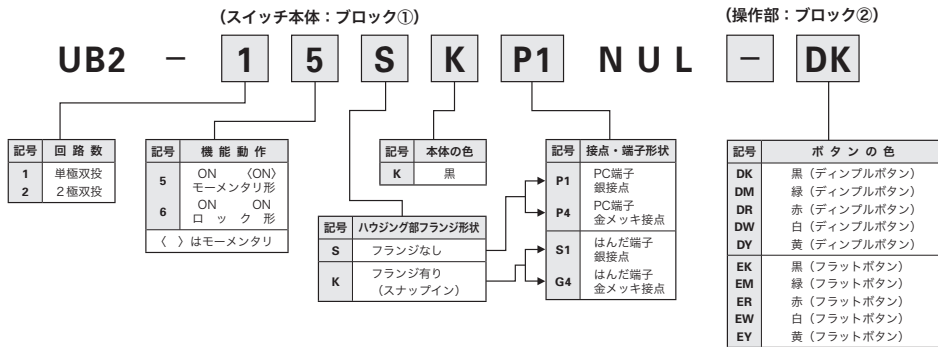 (スイッチ本体：ブロック①)
(操作部：ブロック②)
UB2 － 1 5 S K P1 N U L － DK
記号 回路数
1 単極双投
2 2極双投
記号 機能動作
5 ON 〈ON〉
モーメンタリ形
6 ON ON
ロック形
〈 〉はモーメンタリ
記号 ハウジング部フランジ形状
S フランジなし
K フランジ有り
(スナップイン)
記号 本体の色
K 黒
記号 接点・端子形状
P1 PC端子
銀接点
P4 PC端子
金メッキ接点
S1 はんだ端子
銀接点
G4 はんだ端子
金メッキ接点
記号 ボタンの色
DK 黒（ディンプルボタン）
DM 緑（ディンプルボタン）
DR 赤（ディンプルボタン）
DW 白（ディンプルボタン）
DY 黄（ディンプルボタン）
EK 黒（フラットボタン）
EM 緑（フラットボタン）
ER 赤（フラットボタン）
EW 白（フラットボタン）
EY 黄（フラットボタン）